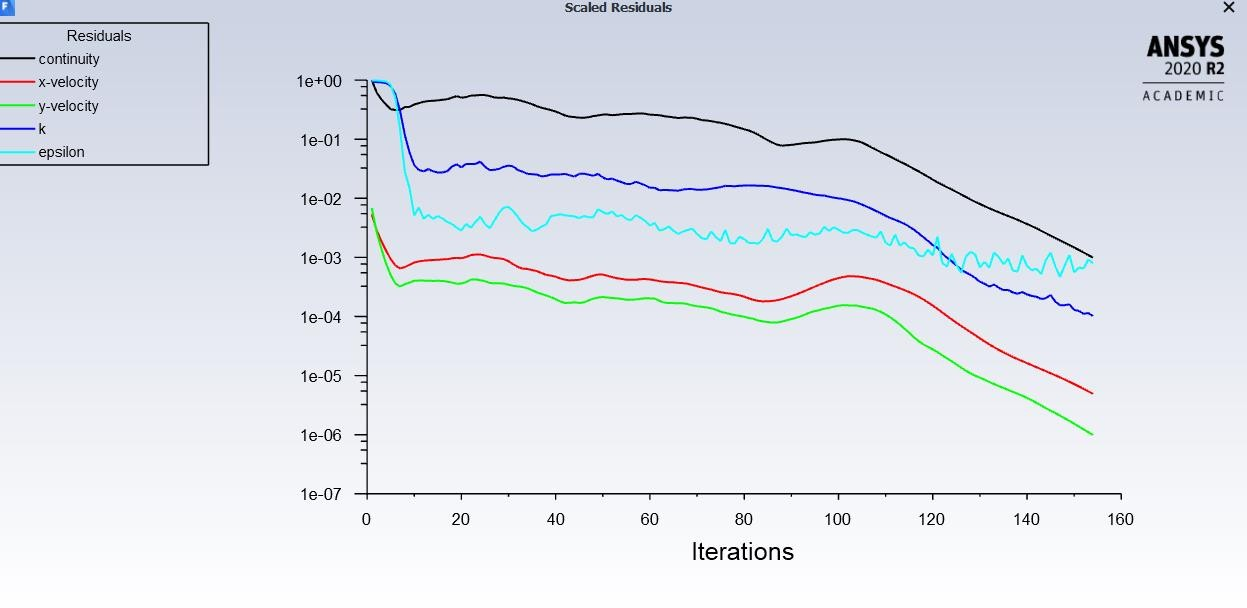 F
Scaled Residuals
Residuals
continuity
x-velocity
y-velocity
k
epsilon
ANSYS
2020 R2
ACADEMIC
1e+00
1e-01
1e-02
1e-03
1e-04
1e-05
1e-06
1e-07
0 20 40 60 80 100 120 140 160
Iterations